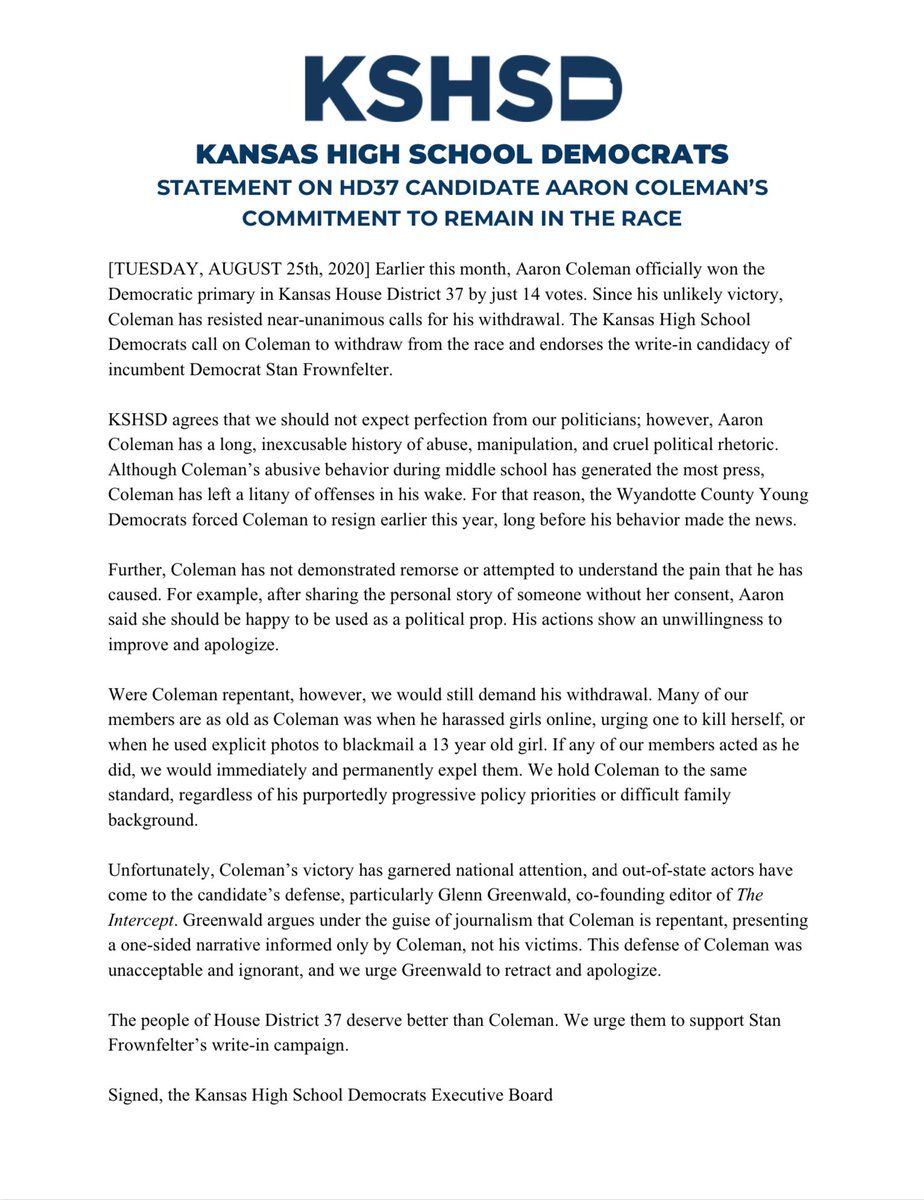 KSHSD
KANSAS HIGH SCHOOL DEMOCRATS
STATEMENT ON HD37 CANDIDATE AARON COLEMAN'S
COMMITMENT TO REMAIN IN THE RACE
[TUESDAY, AUGUST 25th, 2020] Earlier this month, Aaron Coleman officially won the
Democratic primary in Kansas House District 37 by just 14 votes. Since his unlikely victory,
Coleman has resisted near-unanimous calls for his withdrawal. The Kansas High School
Democrats call on Coleman to withdraw from the race and endorses the write-in candidacy of
incumbent Democrat Stan Frownfelter.
KSHSD agrees that we should not expect perfection from our politicians; however, Aaron
Coleman has a long, inexcusable history of abuse, manipulation, and cruel political rhetoric.
Although Coleman's abusive behavior during middle school has generated the most press,
Coleman has left a litany of offenses in his wake. For that reason, the Wyandotte County Young
Democrats forced Coleman to resign earlier this year, long before his behavior made the news.
Further, Coleman has not demonstrated remorse or attempted to understand the pain that he has
caused. For example, after sharing the personal story of someone without her consent, Aaron
said she should be happy to be used as a political prop. His actions show an unwillingness to
improve and apologize.
Were Coleman repentant, however, we would still demand his withdrawal. Many of our
members are as old as Coleman was when he harassed girls online, urging one to kill herself, or
when he used explicit photos to blackmail a 13 year old girl. If any of our members acted as he
did, we would immediately and permanently expel them. We hold Coleman to the same
standard, regardless of his purportedly progressive policy priorities or difficult family
background.
Unfortunately, Coleman's victory has garnered national attention, and out-of-state actors have
come to the candidate's defense, particularly Glenn Greenwald, co-founding editor of The
Intercept. Greenwald argues under the guise of journalism that Coleman is repentant, presenting
a one-sided narrative informed only by Coleman, not his victims. This defense of Coleman was
unacceptable and ignorant, and we urge Greenwald to retract and apologize.
The people of House District 37 deserve better than Coleman. We urge them to support Stan
Frownfelter's write-in campaign.
Signed, the Kansas High School Democrats Executive Board